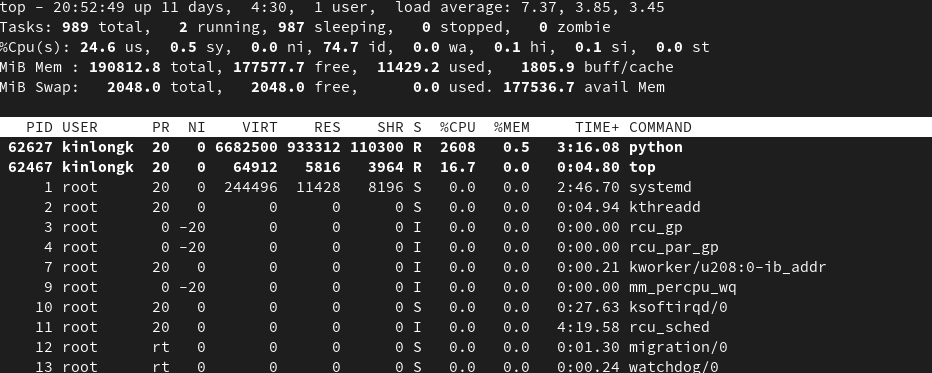 top - 20:52:49 up 11 days,  4:30,  1 user,  load average: 7.37, 3.85, 3.45
Tasks: 989 total,   2 running, 987 sleeping,   0 stopped,   0 zombie
%Cpu(s): 24.6 us,  0.5 sy,  0.0 ni, 74.7 id,  0.0 wa,  0.1 hi,  0.1 si,  0.0 st
MiB Mem : 190812.8 total, 177577.7 free,  11429.2 used,   1805.9 buff/cache
MiB Swap:   2048.0 total,   2048.0 free,      0.0 used. 177536.7 avail Mem
PID USER      PR  NI    VIRT    RES    SHR S  %CPU  %MEM     TIME+ COMMAND
62627 kinlongk  20   0 6682500 933312 110300 R  2608   0.5   3:16.08 python
62467 kinlongk  20   0   64912   5816   3964 R  16.7   0.0   0:04.80 top
1 root      20   0  244496  11428   8196 S   0.0   0.0   2:46.70 systemd
2 root      20   0       0      0      0 S   0.0   0.0   0:04.94 kthreadd
3 root       0 -20       0      0      0 I   0.0   0.0   0:00.00 rcu_gp
4 root       0 -20       0      0      0 I   0.0   0.0   0:00.00 rcu_par_gp
7 root      20   0       0      0      0 I   0.0   0.0   0:00.21 kworker/u208:0-ib_addr
9 root       0 -20       0      0      0 I   0.0   0.0   0:00.00 mm_percpu_wq
10 root      20   0       0      0      0 S   0.0   0.0   0:27.63 ksoftirqd/0
11 root      20   0       0      0      0 I   0.0   0.0   4:19.58 rcu_sched
12 root      rt   0       0      0      0 S   0.0   0.0   0:01.30 migration/0
13 root      rt   0       0      0      0 S   0.0   0.0   0:00.24 watchdog/0